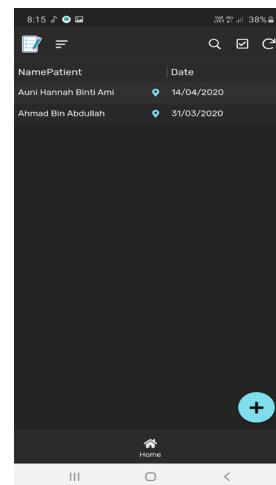 8:15
38%
NamePatient Date
Auni Hannah Binti Ami 14/04/2020
Ahmad Bin Abdullah 31/03/2020
Home